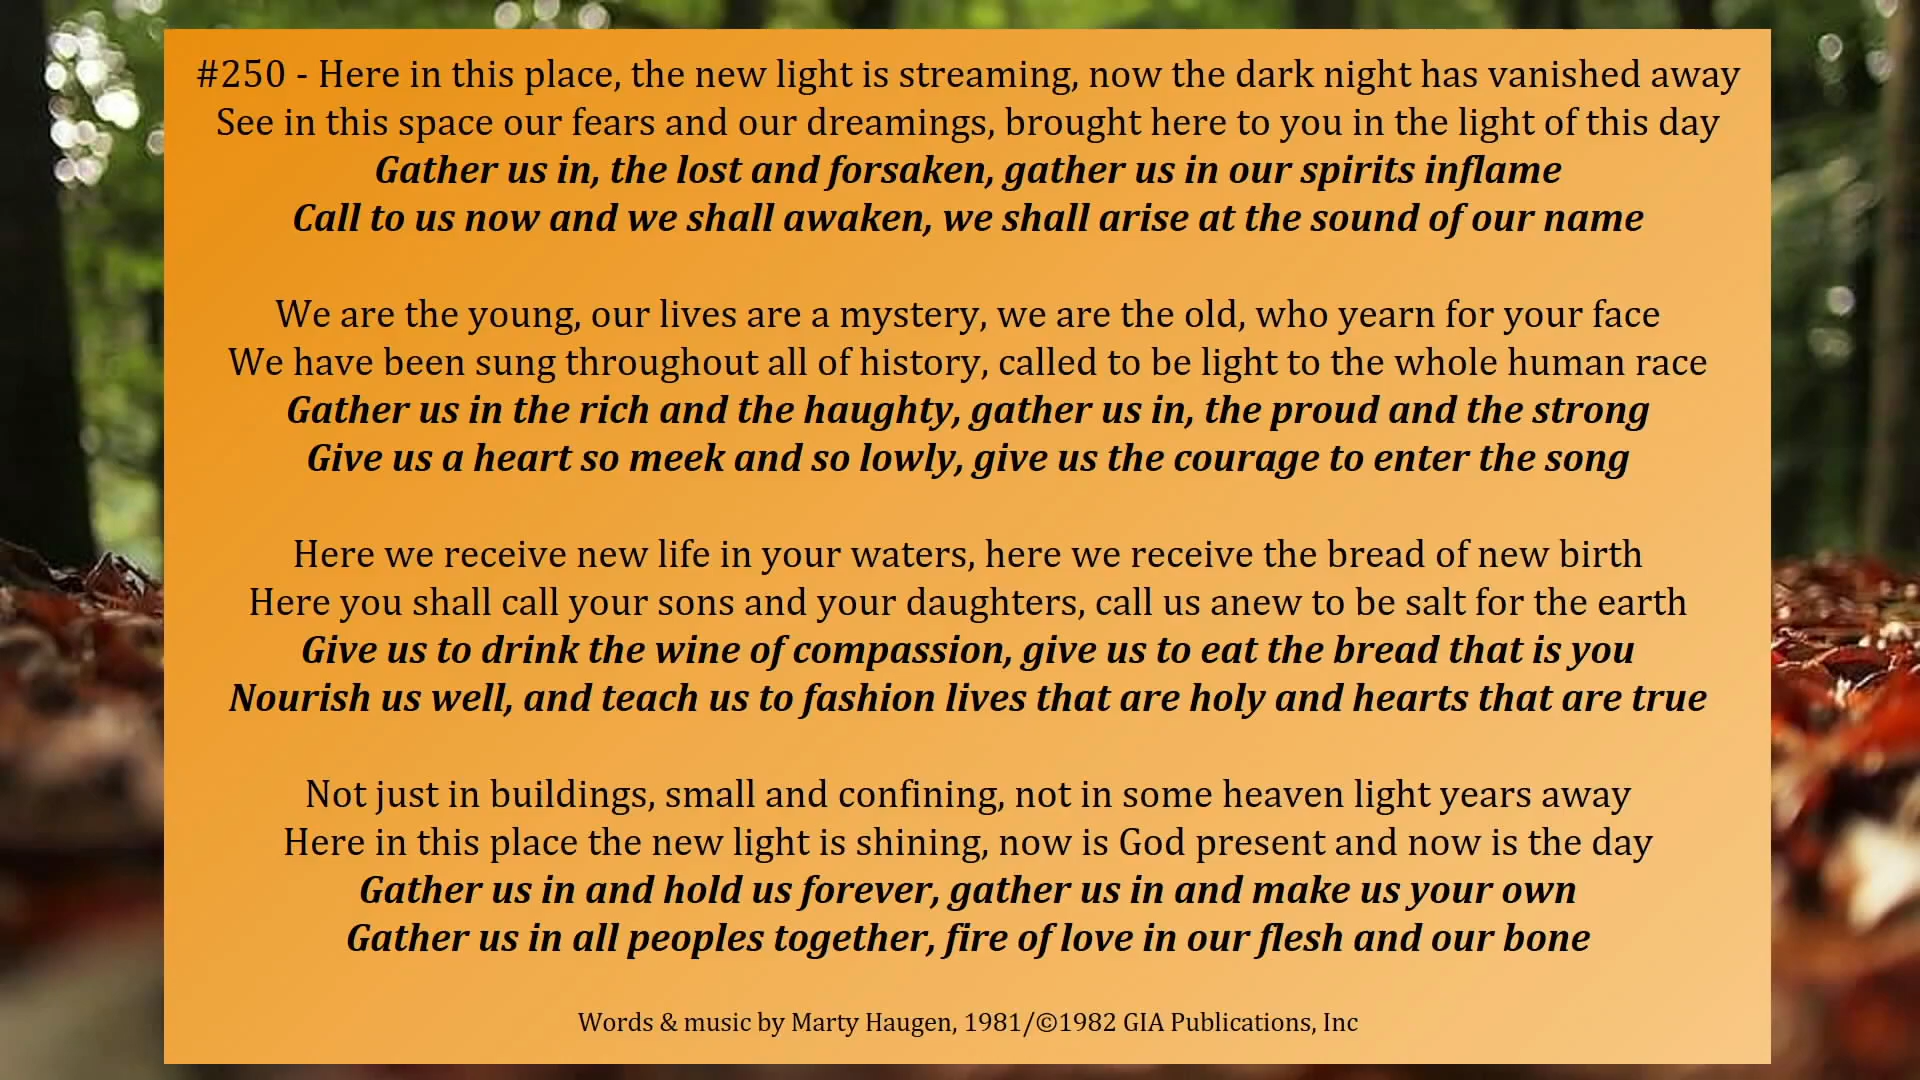 #250 - Here in this place, the new light is streaming, now the dark night has vanished away
See in this space our fears and our dreamings, brought here to you in the light of this day
Gather us in, the lost and forsaken, gather us in our spirits inflame
Call to us now and we shall awaken, we shall arise at the sound of our name
We are the young, our lives are a mystery, we are the old, who yearn for your face
We have been sung throughout all of history, called to be light to the whole human race
Gather us in the rich and the haughty, gather us in, the proud and the strong
Give us a heart so meek and so lowly, give us the courage to enter the song
Here we receive new life in your waters, here we receive the bread of new birth
Here you shall call your sons and your daughters, call us anew to be salt for the earth
Give us to drink the wine of compassion, give us to eat the bread that is you
Nourish us well, and teach us to fashion lives that are holy and hearts that are true
Not just in buildings, small and confining, not in some heaven light years away
Here in this place the new light is shining, now is God present and now is the day
Gather us in and hold us forever, gather us in and make us your own
Gather us in all peoples together, fire of love in our flesh and our bone
Words & music by Marty Haugen, 1981/©1982 GIA Publications, Inc